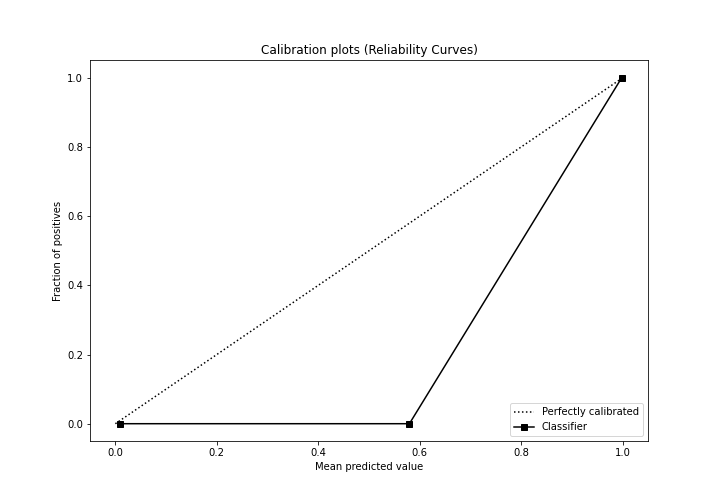 Calibration plots (Reliability Curves)
1.0
0.8
0.6
0.4
0.2
0.0
Fraction of positives
0.0 0.2 0.4 0.6 0.8 1.0
Mean predicted value
Perfectly calibrated
Classifier